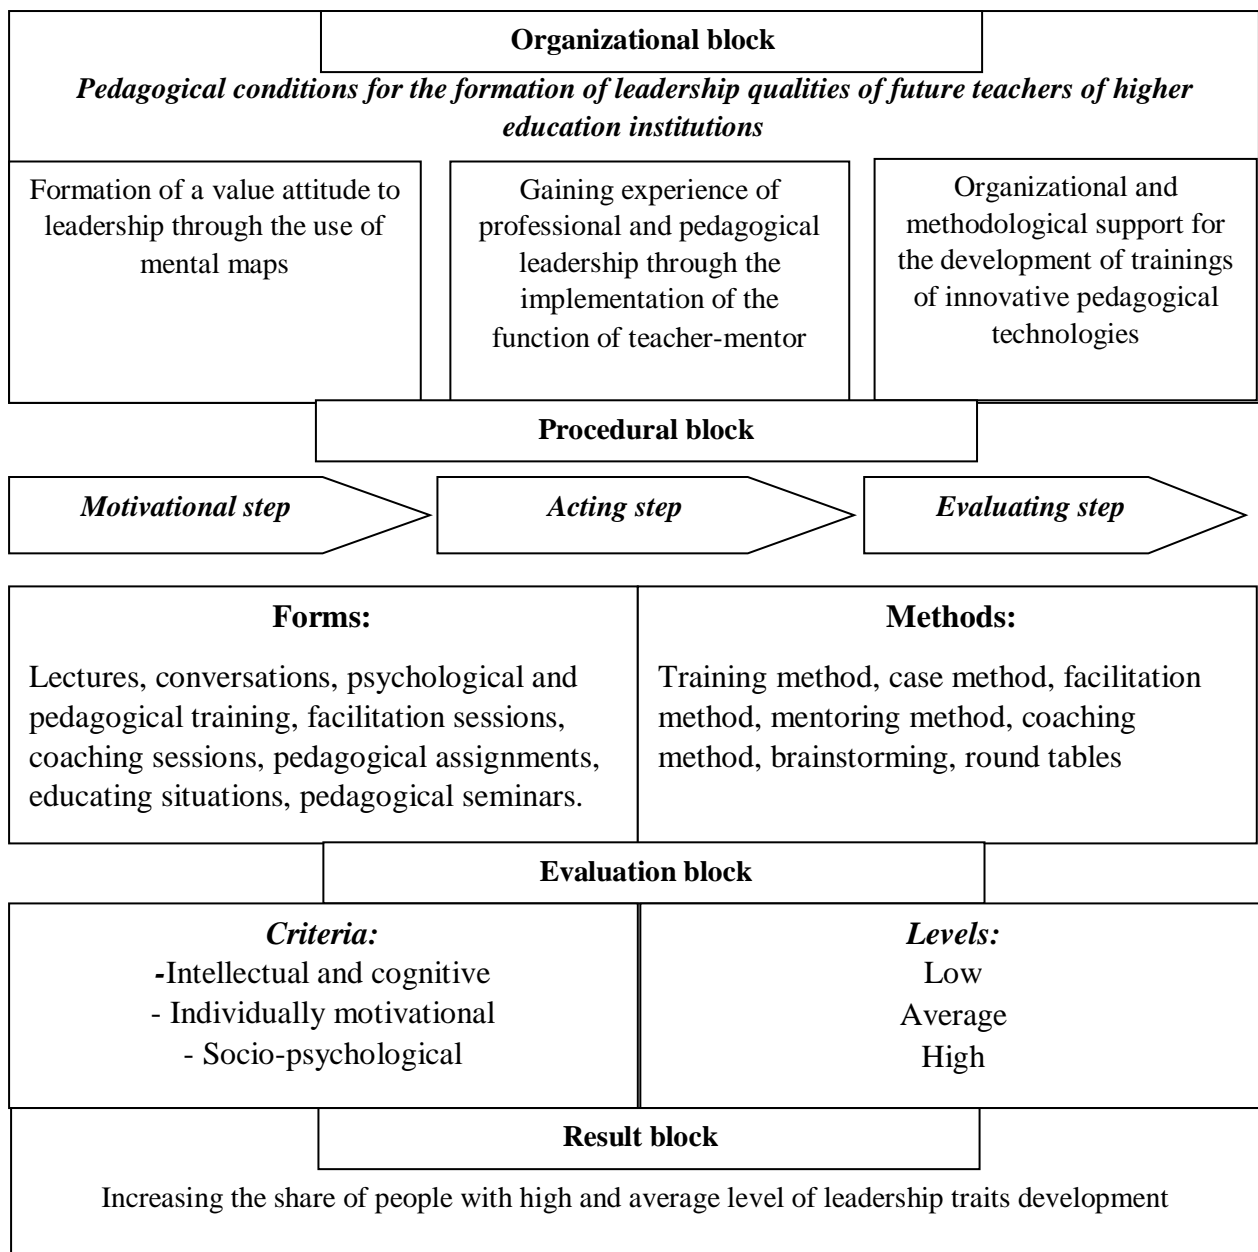 Organizational block
Pedagogical conditions for the formation of leadership qualities of future teachers of higher
education institutions
Formation of a value attitude to
leadership through the use of
mental maps
Gaining experience of
professional and pedagogical
leadership through the
implementation of the
function of teacher-mentor
Organizational and
methodological support for
the development of trainings
of innovative pedagogical
technologies
Procedural block
Motivational step
Acting step
Evaluating step
Forms:
Lectures, conversations, psychological and
pedagogical training, facilitation sessions,
coaching sessions, pedagogical assignments,
educating situations, pedagogical seminars.
Methods:
Training method, case method, facilitation
method, mentoring method, coaching
method, brainstorming, round tables
Evaluation block
Criteria:
-Intellectual and cognitive
- Individually motivational
- Socio-psychological
Levels:
Low
Average
High
Result block
Increasing the share of people with high and average level of leadership traits development